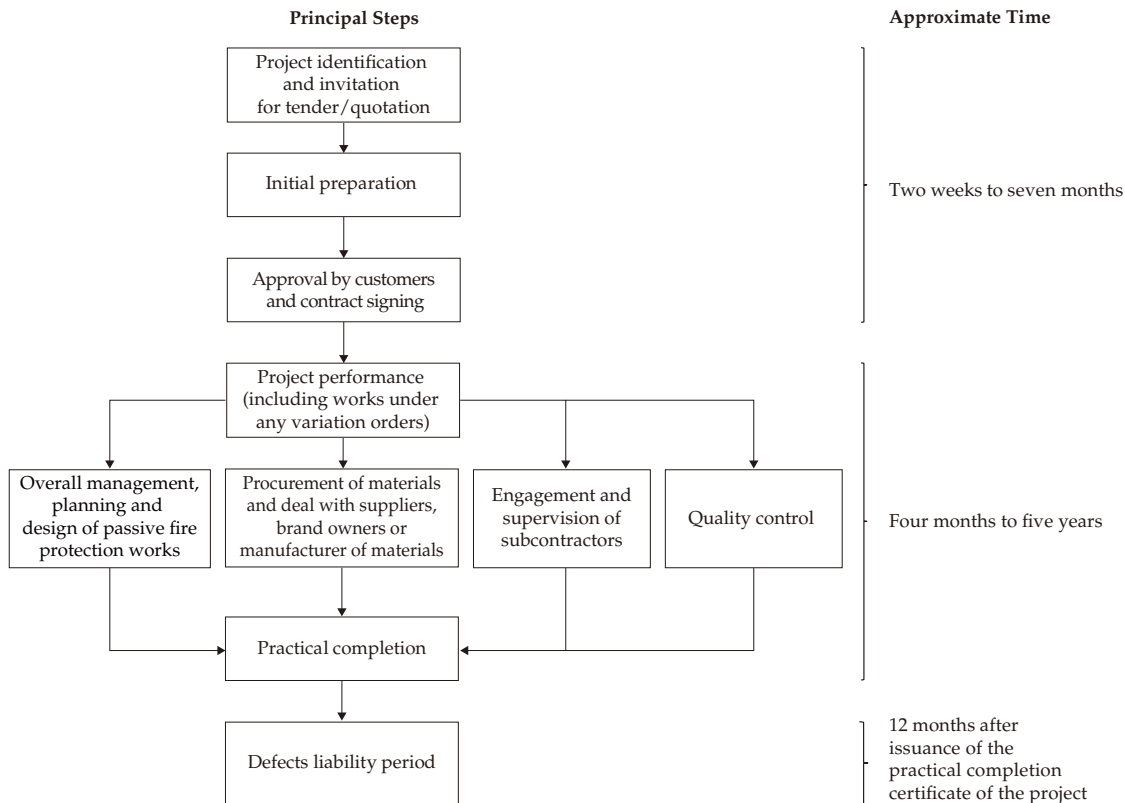 Principal Steps
Approximate Time
Project identification
and invitation
for tender/quotation
Initial preparation
Two weeks to seven months
Approval by customers
and contract signing
Project performance
(including works under
any variation orders)
Overall management,
planning and
design of passive fire
protection works
Procurement of materials
and deal with suppliers,
brand owners or
manufacturer of materials
Engagement and
supervision of
subcontractors
Quality control
Four months to five years
Practical completion
Defects liability period
12 months after
issuance of the
practical completion
certificate of the project